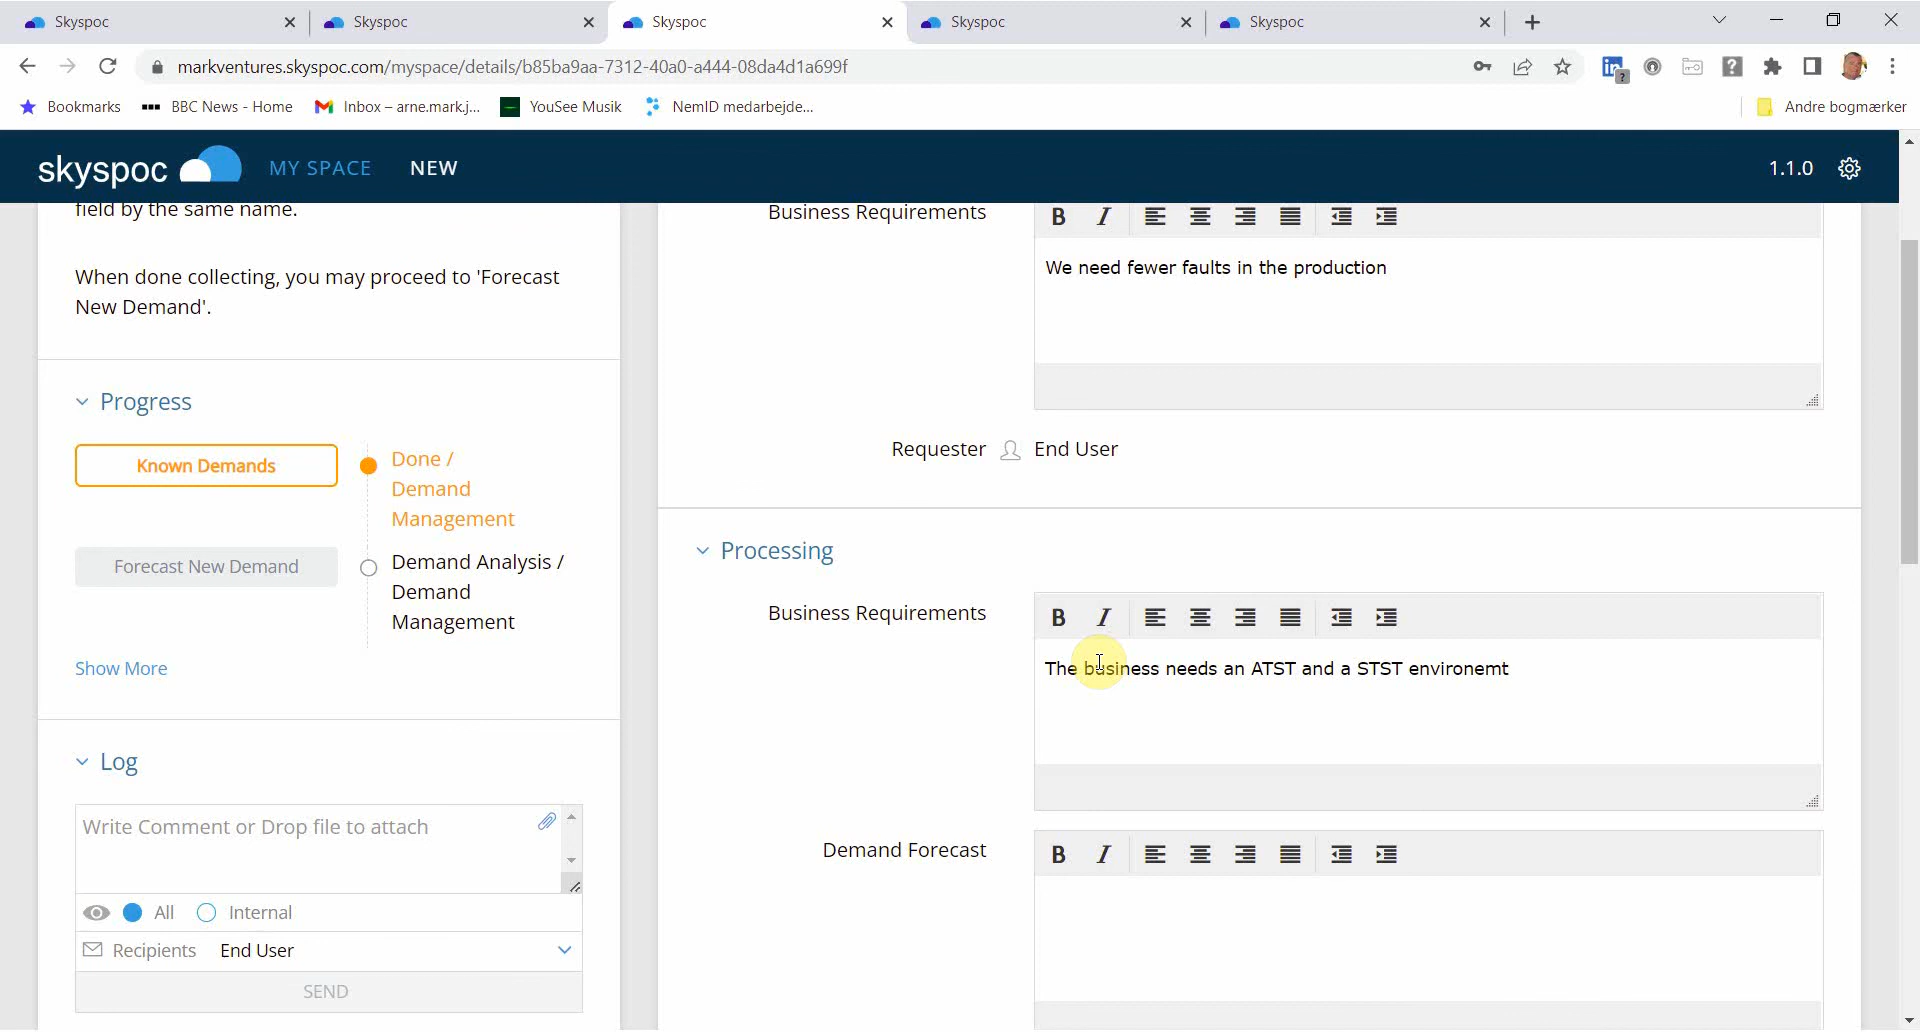 Skyspoc
Skyspoc
Skyspoc
Skyspoc
Skyspoc
markventures.skyspoc.com/myspace/details/b85ba9aa-7312-40a0-a444-08da4d1a699f
Bookmarks
BBC News - Home
Inbox – arne.mark.j...
YouSee Musik
NemID medarbejde...
Andre bogmærker
skyspoc
MY SPACE
NEW
1.1.0
field by the same name.
When done collecting, you may proceed to 'Forecast
New Demand'.
Progress
Known Demands
Done /
Demand
Management
Forecast New Demand
Demand Analysis /
Demand
Management
Show More
Log
Write Comment or Drop file to attach
All
Internal
Recipients
End User
SEND
Business Requirements
B I
We need fewer faults in the production
Requester
End User
Processing
Business Requirements
B I
The business needs an ATST and a STST environemt
Demand Forecast
B I